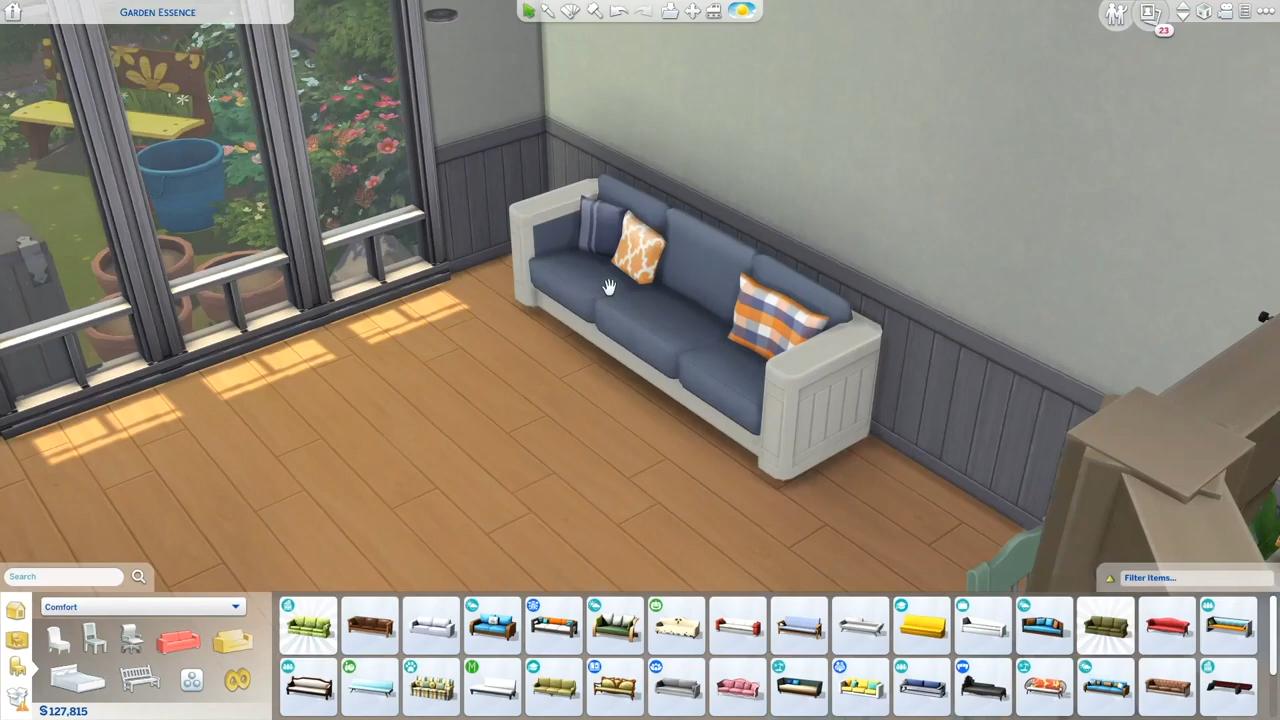 GARDEN ESSENCE
23
Search
Filter Items...
Comfort
§127,815